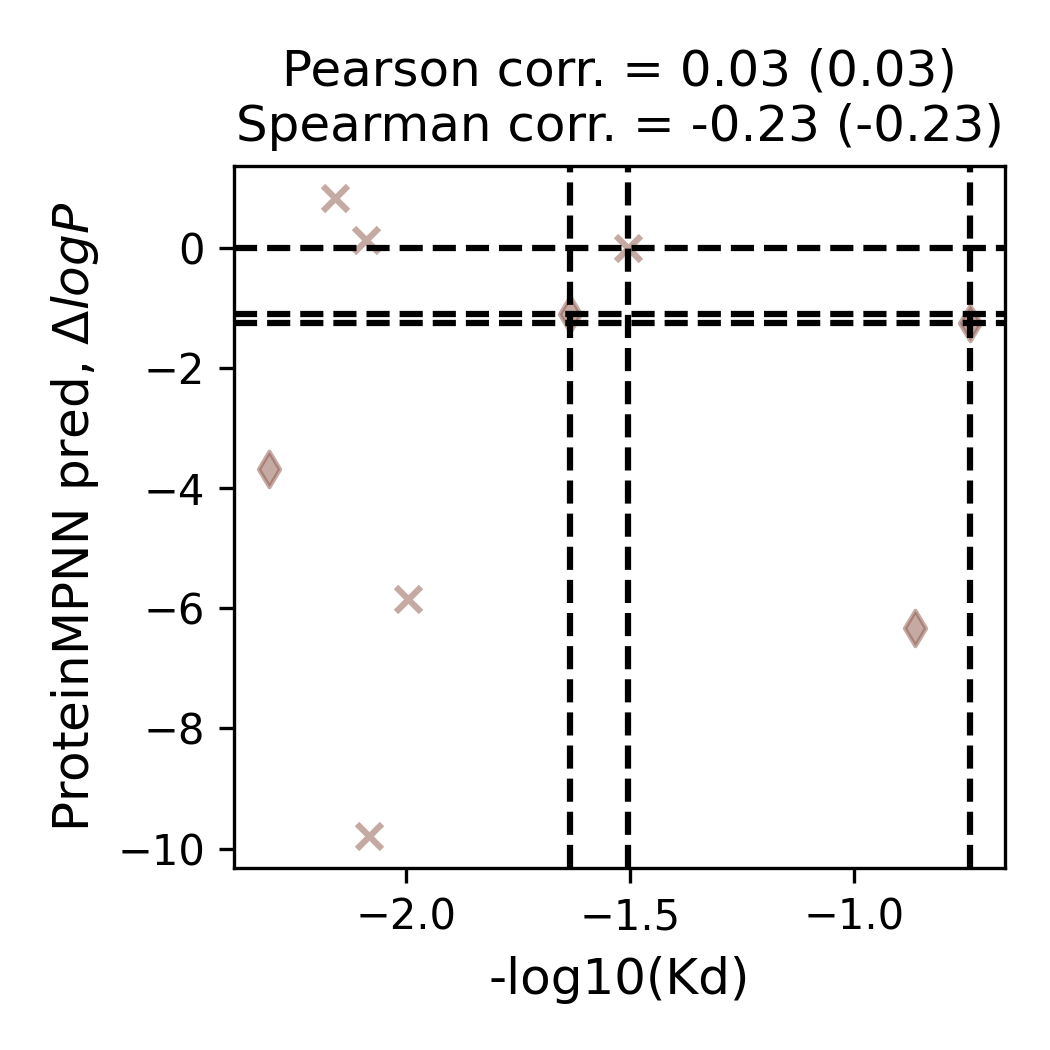 Pearson corr. = 0.03 (0.03)
Spearman corr. = -0.23 (-0.23)
ProteinMPNN pred, ΔlogP
0
−2
−4
−6
−8
−10
−2.0
−1.5
−1.0
-log10(Kd)